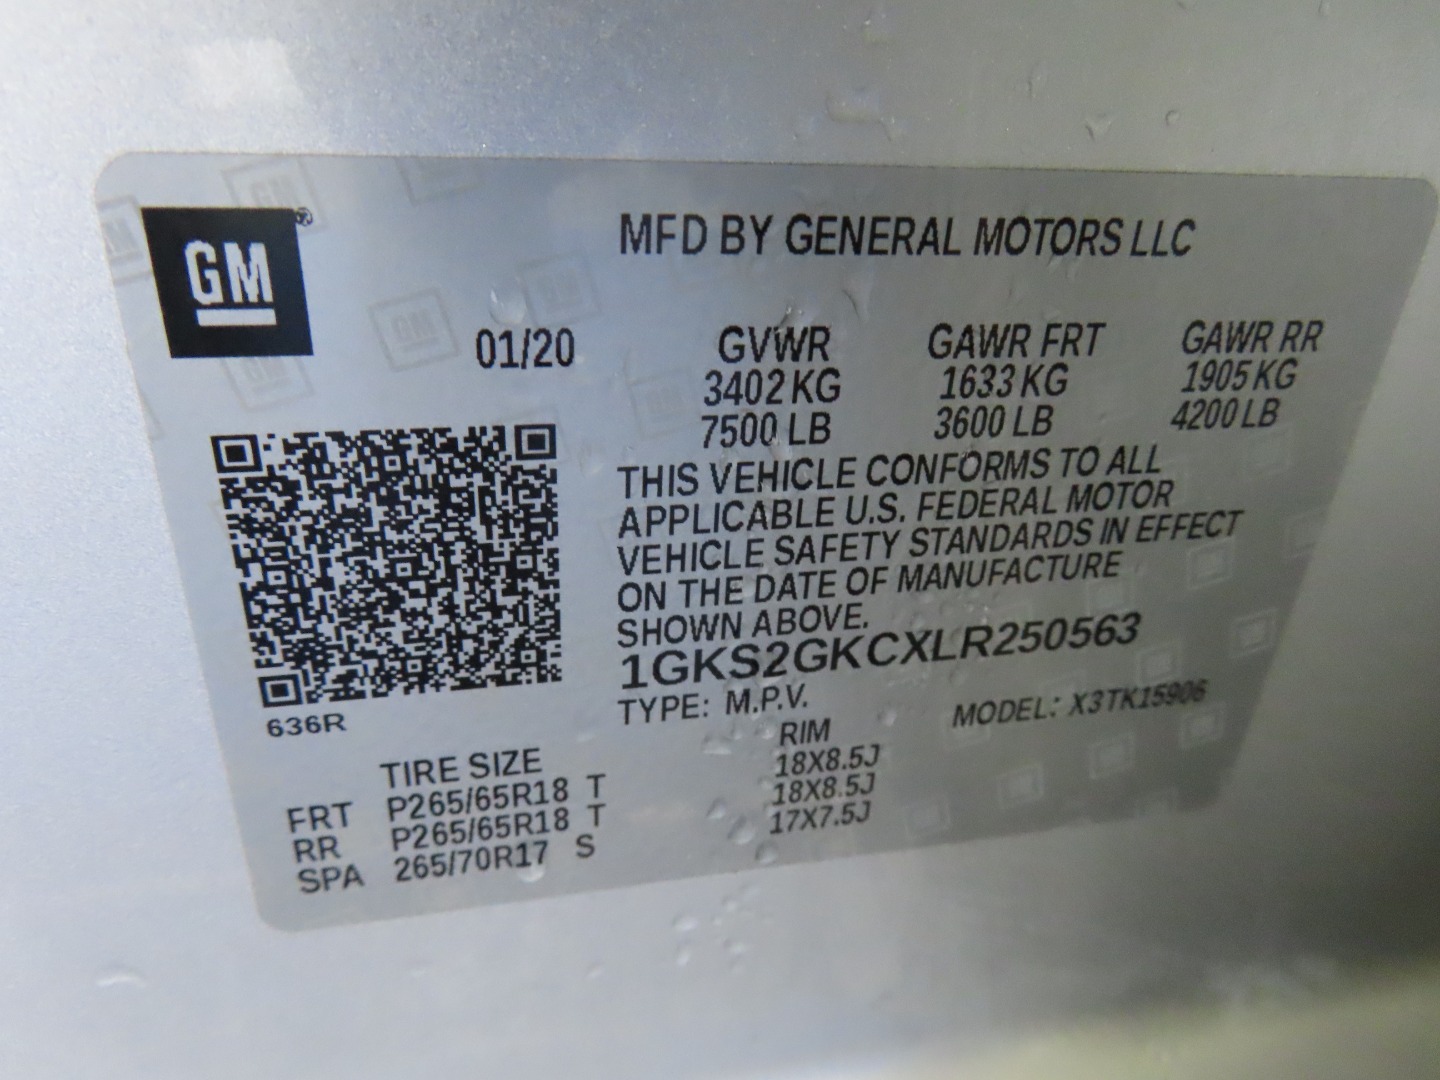 GM®
MFD BY GENERAL MOTORS LLC
01/20 GVWR GAWR FRT GAWR RR
3402 KG 1633 KG 1905 KG
7500 LB 3600 LB 4200 LB
THIS VEHICLE CONFORMS TO ALL
APPLICABLE U.S. FEDERAL MOTOR
VEHICLE SAFETY STANDARDS IN EFFECT
ON THE DATE OF MANUFACTURE
SHOWN ABOVE.
1GKS2GKCXLR250563
TYPE: M.P.V. MODEL: X3TK15906
636R
TIRE SIZE RIM
FRT P265/65R18 T 18X8.5J
RR P265/65R18 T 18X8.5J
SPA 265/70R17 S 17X7.5J